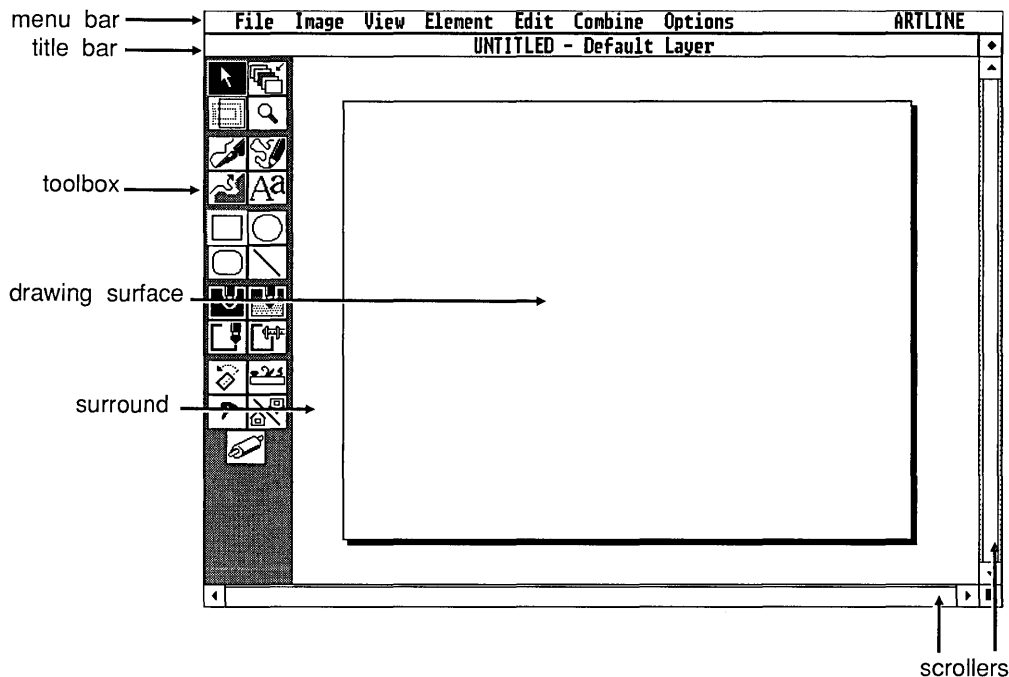 menu bar
File Image View Element Edit Combine Options ARTLINE
title bar
UNTITLED - Default Layer
toolbox
Aa
drawing surface
surround
scrollers